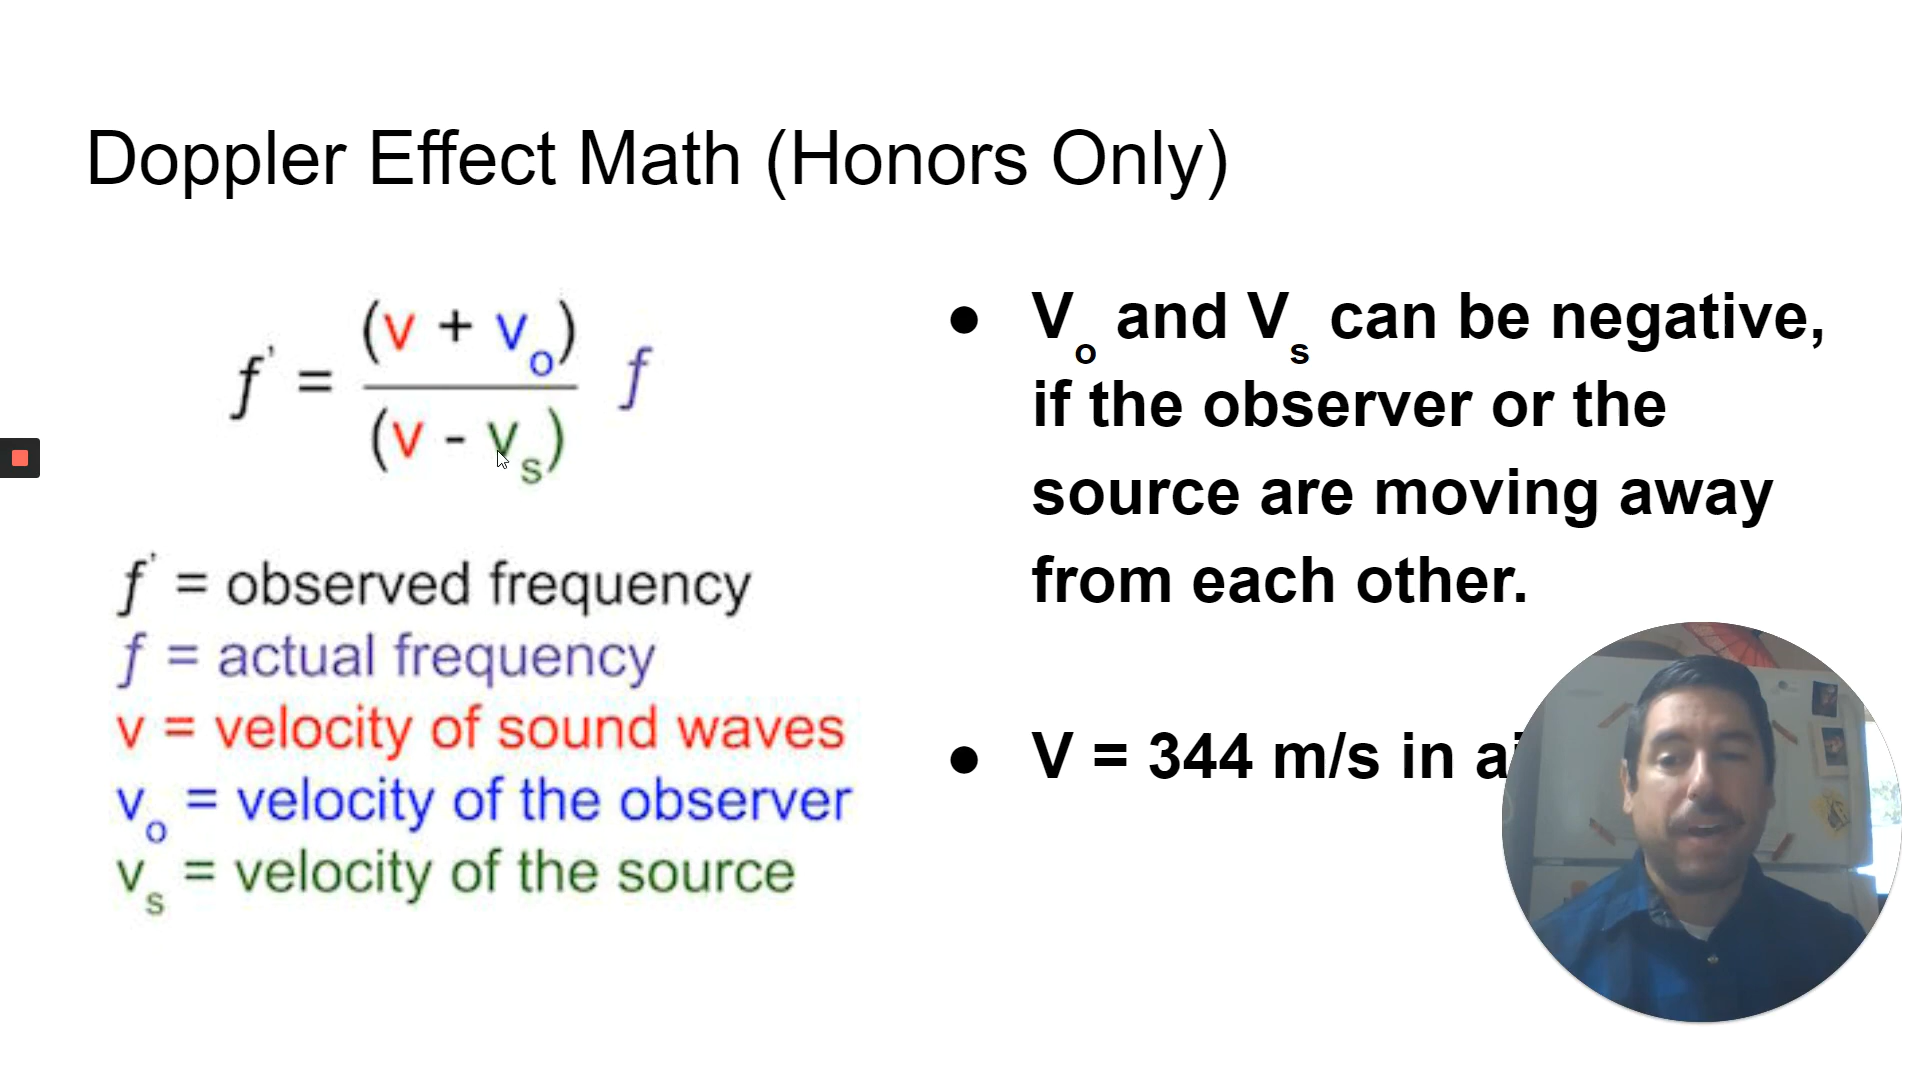 Doppler Effect Math (Honors Only)
f' = (v + vo) / (v - vs) f
f' = observed frequency
f = actual frequency
v = velocity of sound waves
vo = velocity of the observer
vs = velocity of the source
● Vo and Vs can be negative,
if the observer or the
source are moving away
from each other.
● V = 344 m/s in